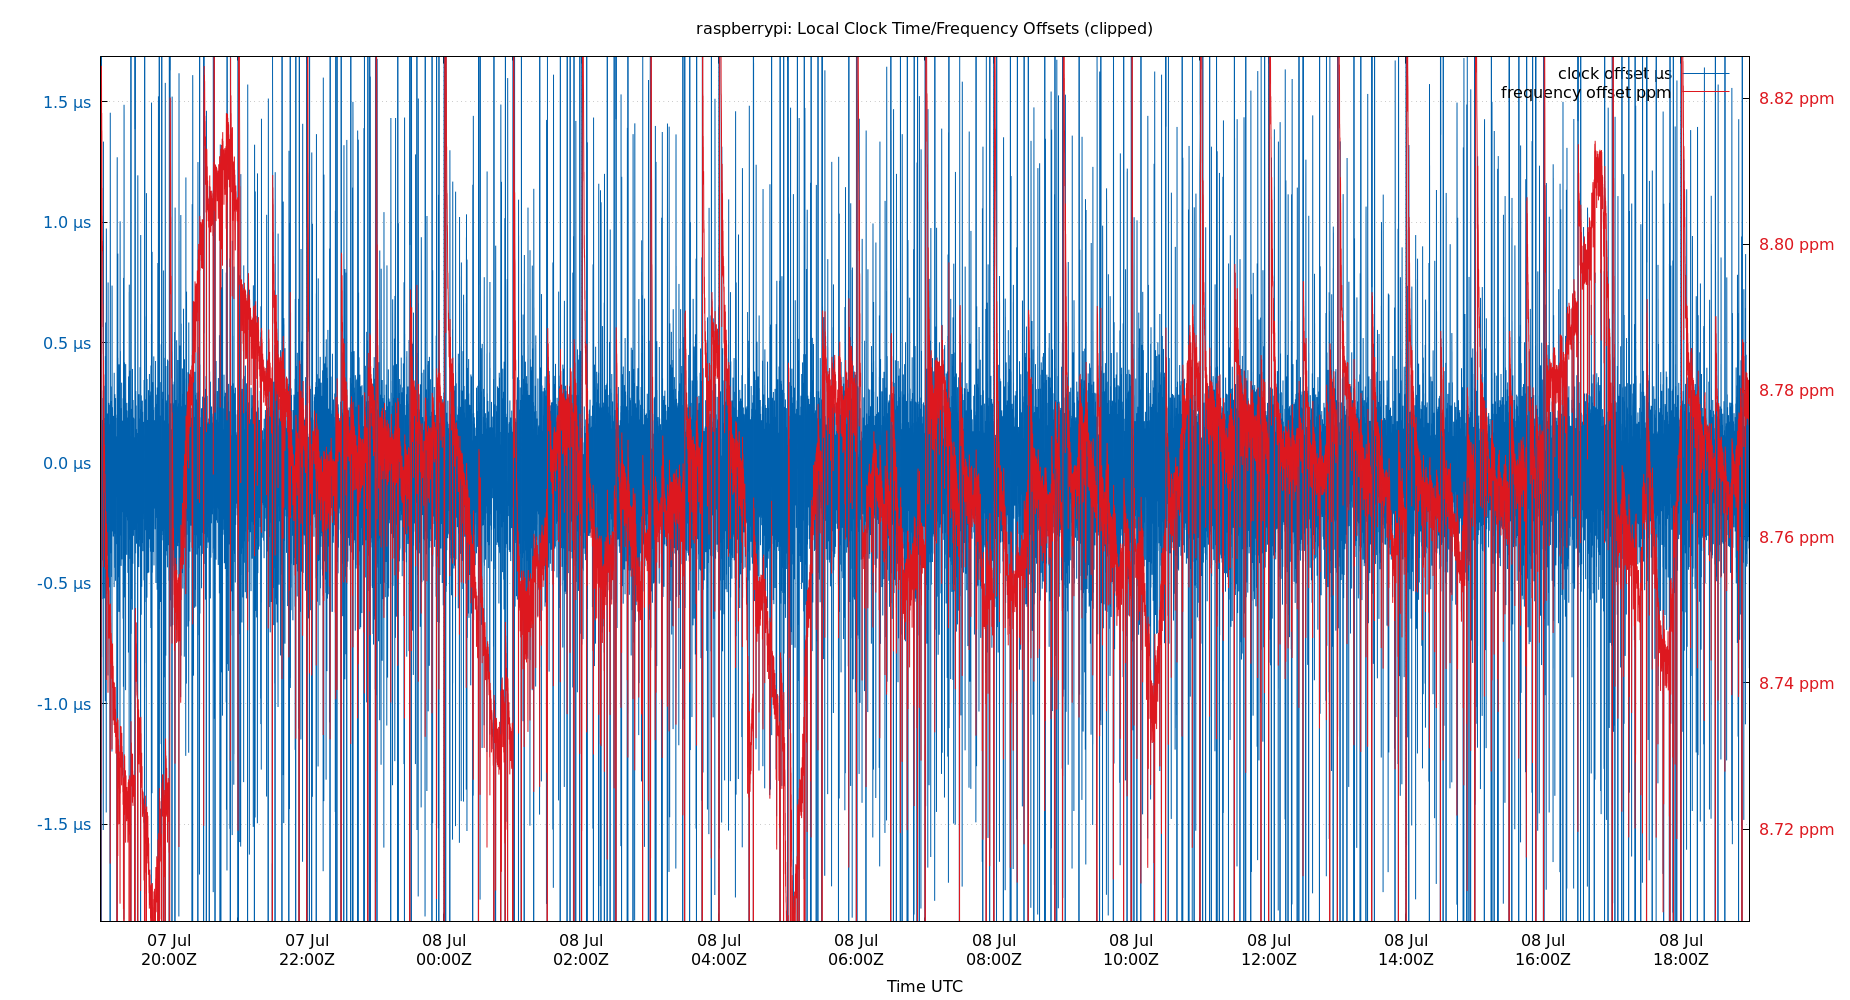 raspberrypi: Local Clock Time/Frequency Offsets (clipped)
clock offset µs
frequency offset ppm
1.5 µs
1.0 µs
0.5 µs
0.0 µs
-0.5 µs
-1.0 µs
-1.5 µs
8.82 ppm
8.80 ppm
8.78 ppm
8.76 ppm
8.74 ppm
8.72 ppm
07 Jul
20:00Z
07 Jul
22:00Z
08 Jul
00:00Z
08 Jul
02:00Z
08 Jul
04:00Z
08 Jul
06:00Z
08 Jul
08:00Z
08 Jul
10:00Z
08 Jul
12:00Z
08 Jul
14:00Z
08 Jul
16:00Z
08 Jul
18:00Z
Time UTC